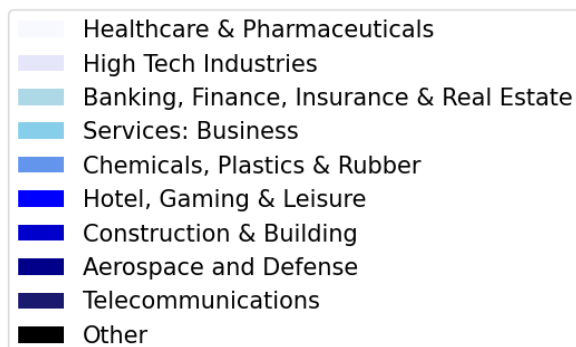 Healthcare & Pharmaceuticals
High Tech Industries
Banking, Finance, Insurance & Real Estate
Services: Business
Chemicals, Plastics & Rubber
Hotel, Gaming & Leisure
Construction & Building
Aerospace and Defense
Telecommunications
Other